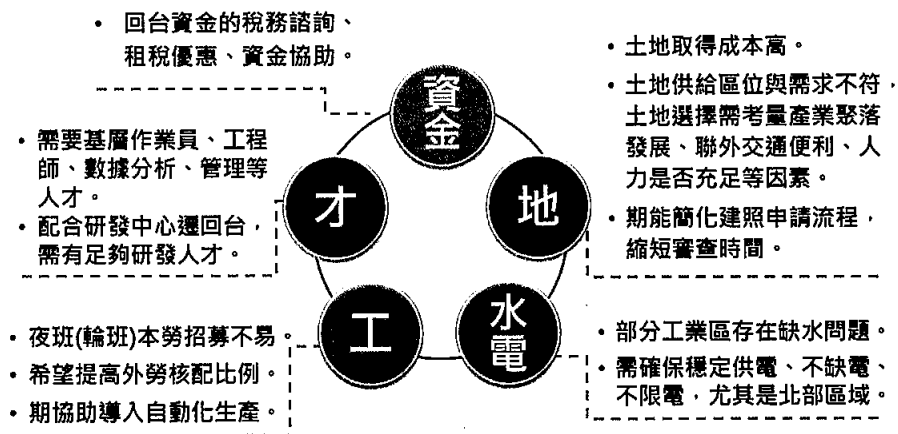 • 回台資金的稅務諮詢、
租稅優惠、資金協助。
資金
• 土地取得成本高。
• 土地供給區位與需求不符，
土地選擇需考量產業聚落
發展、聯外交通便利、人
力是否充足等因素。
• 期能簡化建照申請流程，
縮短審查時間。
地
• 需要基層作業員、工程
師、數據分析、管理等
人才。
• 配合研發中心遷回台，
需有足夠研發人才。
才
• 夜班(輪班)本勞招募不易。
• 希望提高外勞核配比例。
• 期協助導入自動化生產。
工
水電
• 部分工業區存在缺水問題。
• 需確保穩定供電、不缺電、
不限電，尤其是北部區域。